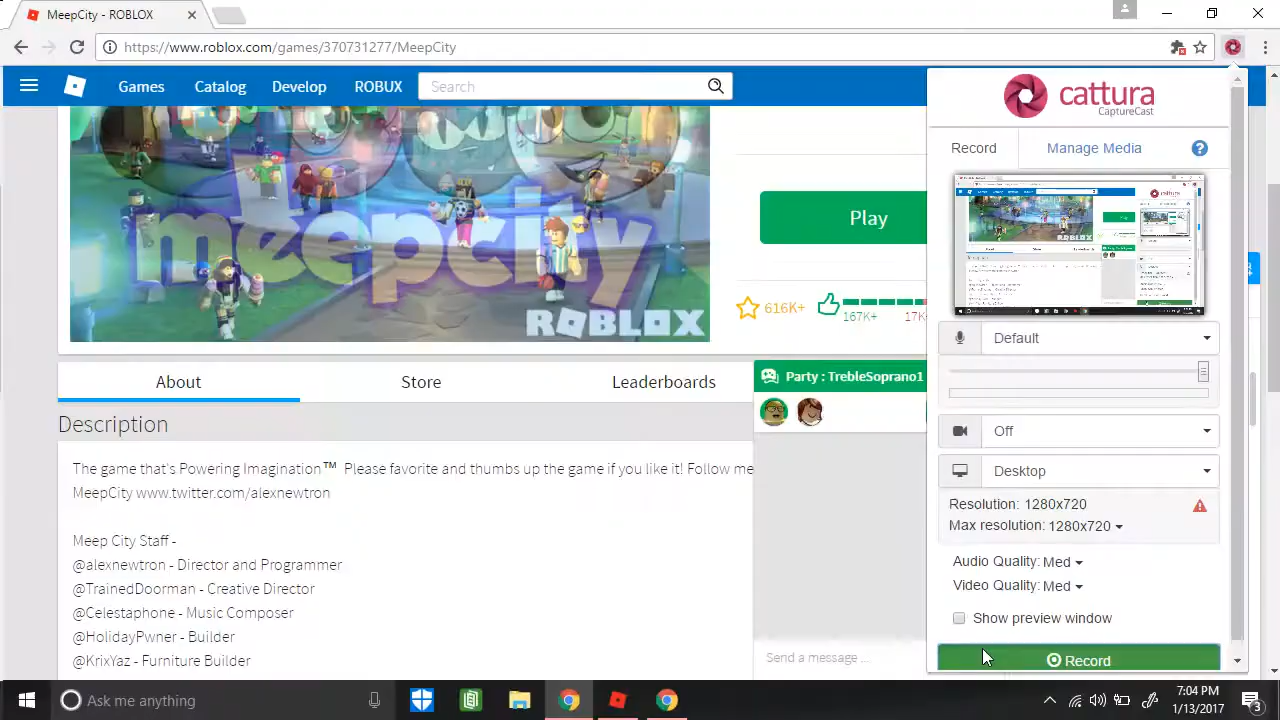 MeepCity - ROBLOX
https://www.roblox.com/games/370731277/MeepCity
Games
Catalog
Develop
ROBUX
Search
meepcity
ROBLOX
Play
616K+
167K+
17K
About
Store
Leaderboards
Party : TrebleSoprano1
Description
The game that's Powering Imagination™ Please favorite and thumbs up the game if you like it! Follow me
MeepCity www.twitter.com/alexnewtron
Meep City Staff -
@alexnewtron - Director and Programmer
@TrainedDoorman - Creative Director
@Celestaphone - Music Composer
@HolidayPwner - Builder
@KrixYaz - Furniture Builder
Send a message ...
cattura
CaptureCast
Record
Manage Media
?
Default
Off
Desktop
Resolution: 1280x720
Max resolution: 1280x720
Audio Quality: Med
Video Quality: Med
Show preview window
Record
Ask me anything
7:04 PM
1/13/2017
3